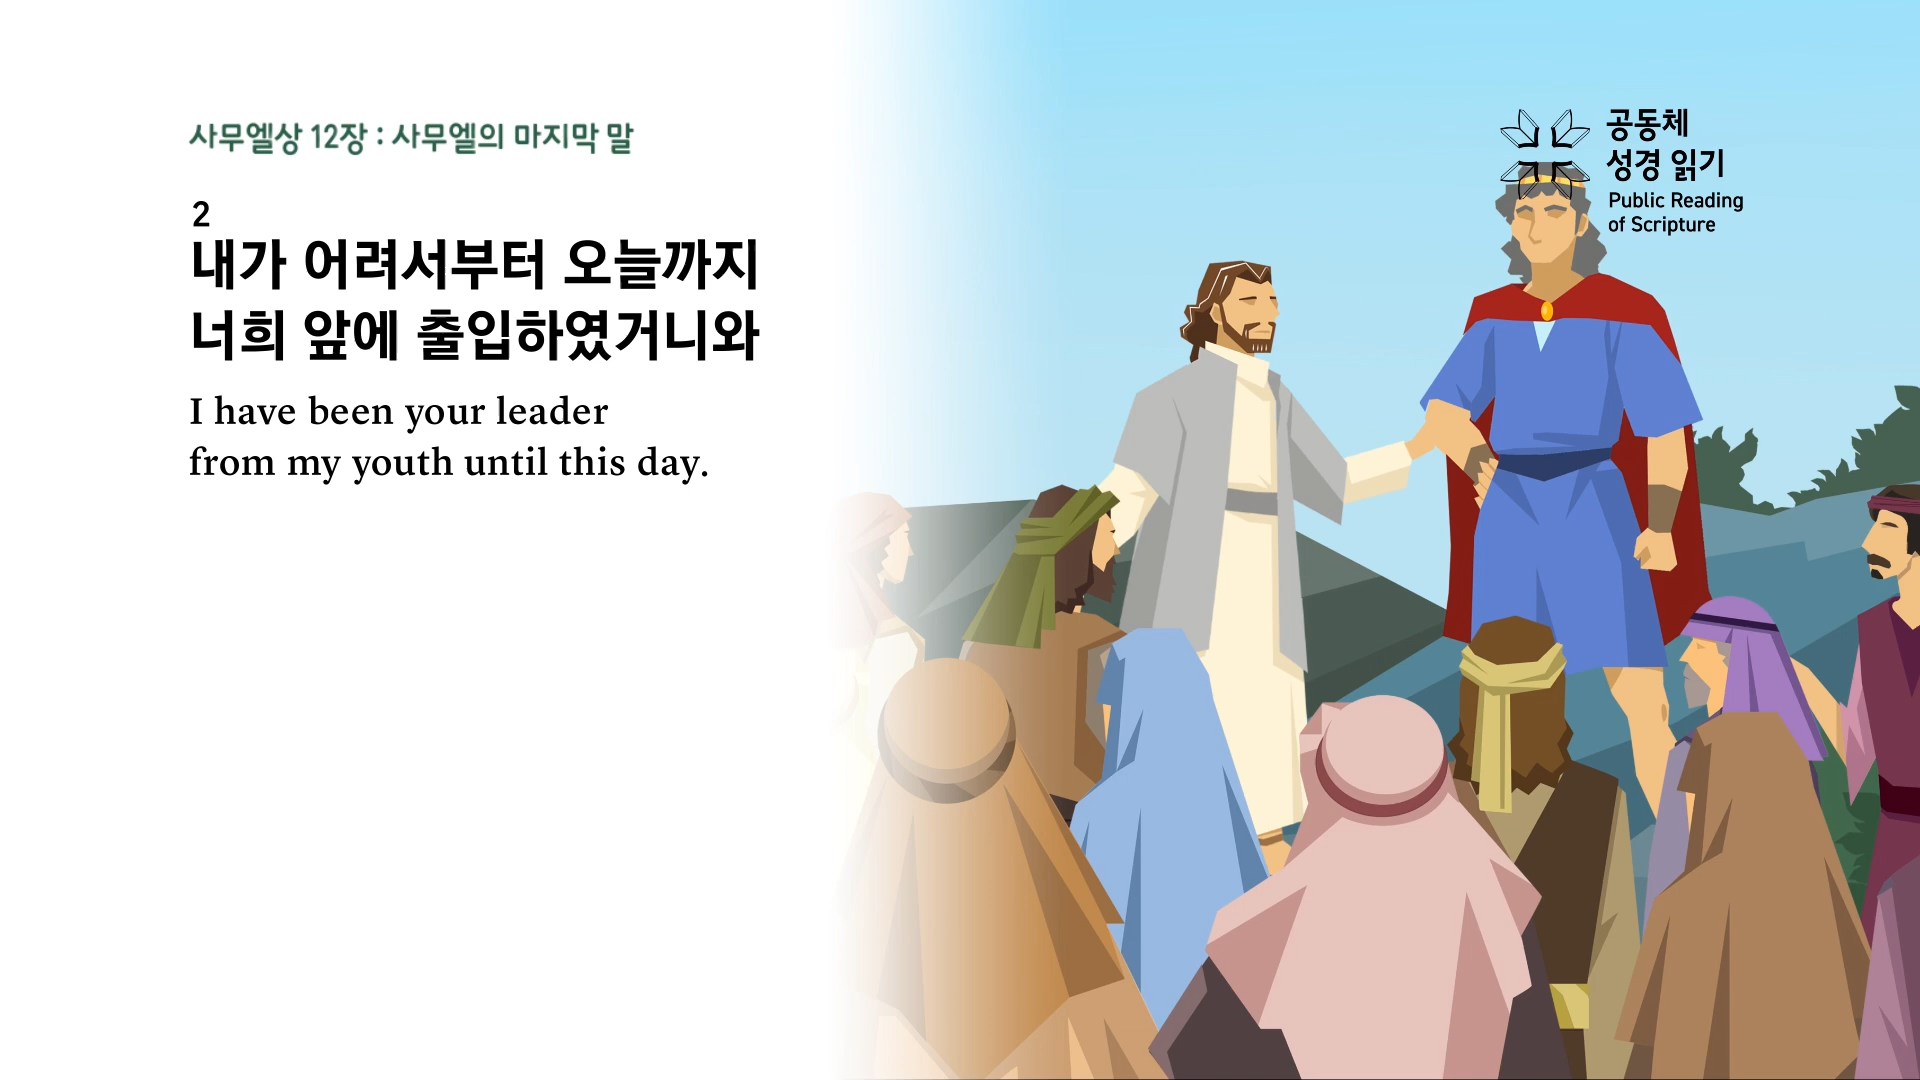 사무엘상 12장 : 사무엘의 마지막 말
2
내가 어려서부터 오늘까지
너희 앞에 출입하였거니와
I have been your leader
from my youth until this day.
공동체
성경 읽기
Public Reading
of Scripture